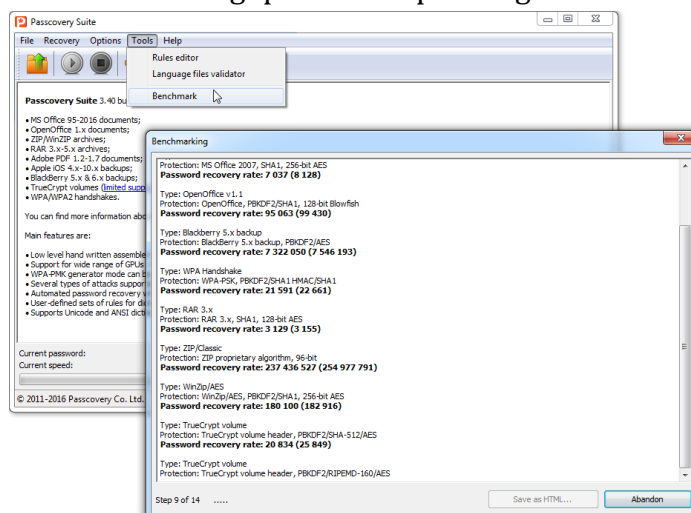 Passcovery Suite
File Recovery Options Tools Help
Rules editor
Language files validator
Benchmark
Passcovery Suite 3.40
• MS Office 95-2016 documents;
• OpenOffice 1.x documents;
• ZIP/WinZIP archives;
• RAR 3.x-5.x archives;
• Adobe PDF 1.2-1.7 documents;
• Apple iOS 4.x-10.x backups;
• BlackBerry 5.x & 6.x backups;
• TrueCrypt volumes (limited
• WPA/WPA2 handshakes.
You can find more information
Main features are:
• Low level hand written
• Support for wide range of GPUs
• WPA-PMK generator mode can
• Several types of attacks
• Automated password recovery
• User-defined sets of rules for
• Supports Unicode and ANSI
Current password:
Current speed:
© 2011-2016 Passcovery Co. Ltd.
Benchmarking
Protection: MS Office 2007, SHA1, 256-bit AES
Password recovery rate: 7 037 (8 128)
Type: OpenOffice v1.1
Protection: OpenOffice, PBKDF2/SHA1, 128-bit Blowfish
Password recovery rate: 95 063 (99 430)
Type: Blackberry 5.x backup
Protection: BlackBerry 5.x backup, PBKDF2/AES
Password recovery rate: 7 322 050 (7 546 193)
Type: WPA Handshake
Protection: WPA-PSK, PBKDF2/SHA1 HMAC/SHA1
Password recovery rate: 21 591 (22 661)
Type: RAR 3.x
Protection: RAR 3.x, SHA1, 128-bit AES
Password recovery rate: 3 129 (3 155)
Type: ZIP/Classic
Protection: ZIP proprietary algorithm, 96-bit
Password recovery rate: 237 436 527 (254 977 791)
Type: WinZip/AES
Protection: WinZip/AES, PBKDF2/SHA1, 256-bit AES
Password recovery rate: 180 100 (182 916)
Type: TrueCrypt volume
Protection: TrueCrypt volume header, PBKDF2/SHA-512/AES
Password recovery rate: 20 834 (25 849)
Type: TrueCrypt volume
Protection: TrueCrypt volume header, PBKDF2/RIPEMD-160/AES
Step 9 of 14 .....
Save as HTML...
Abandon